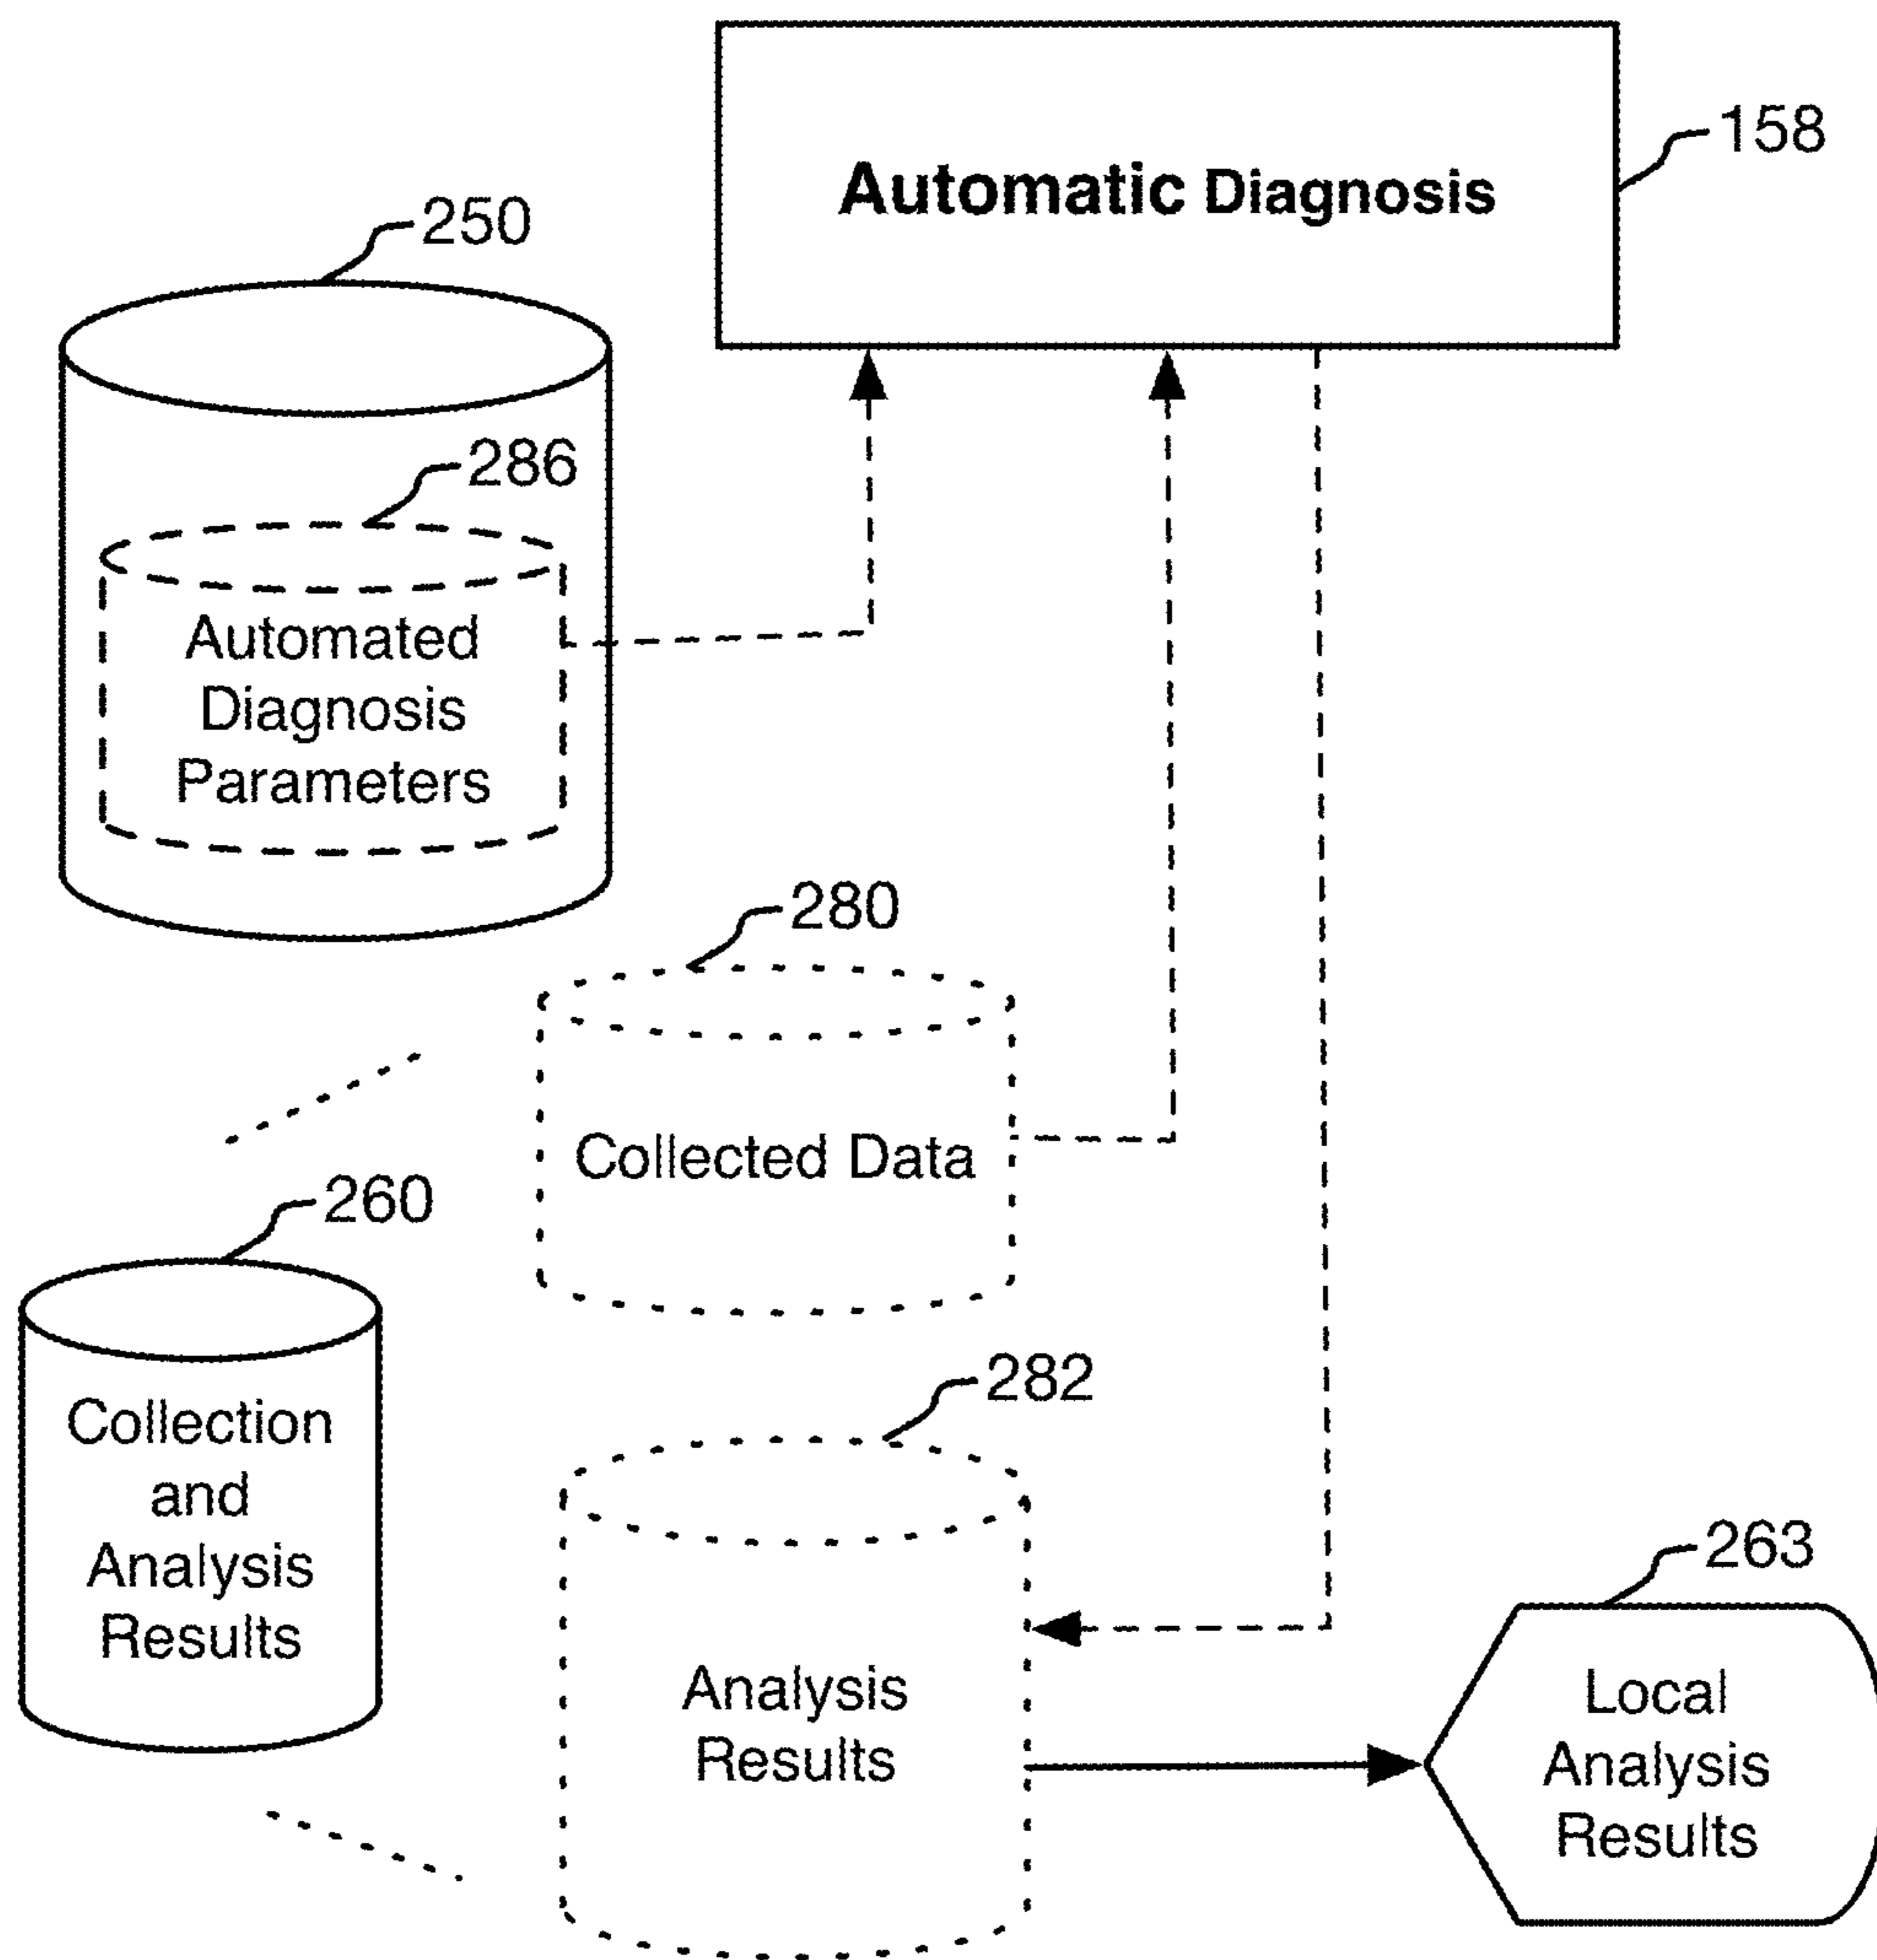 158
Automatic Diagnosis
250
286
Automated
Diagnosis
Parameters
280
Collected Data
260
Collection
and
Analysis
Results
282
Analysis
Results
263
Local
Analysis
Results